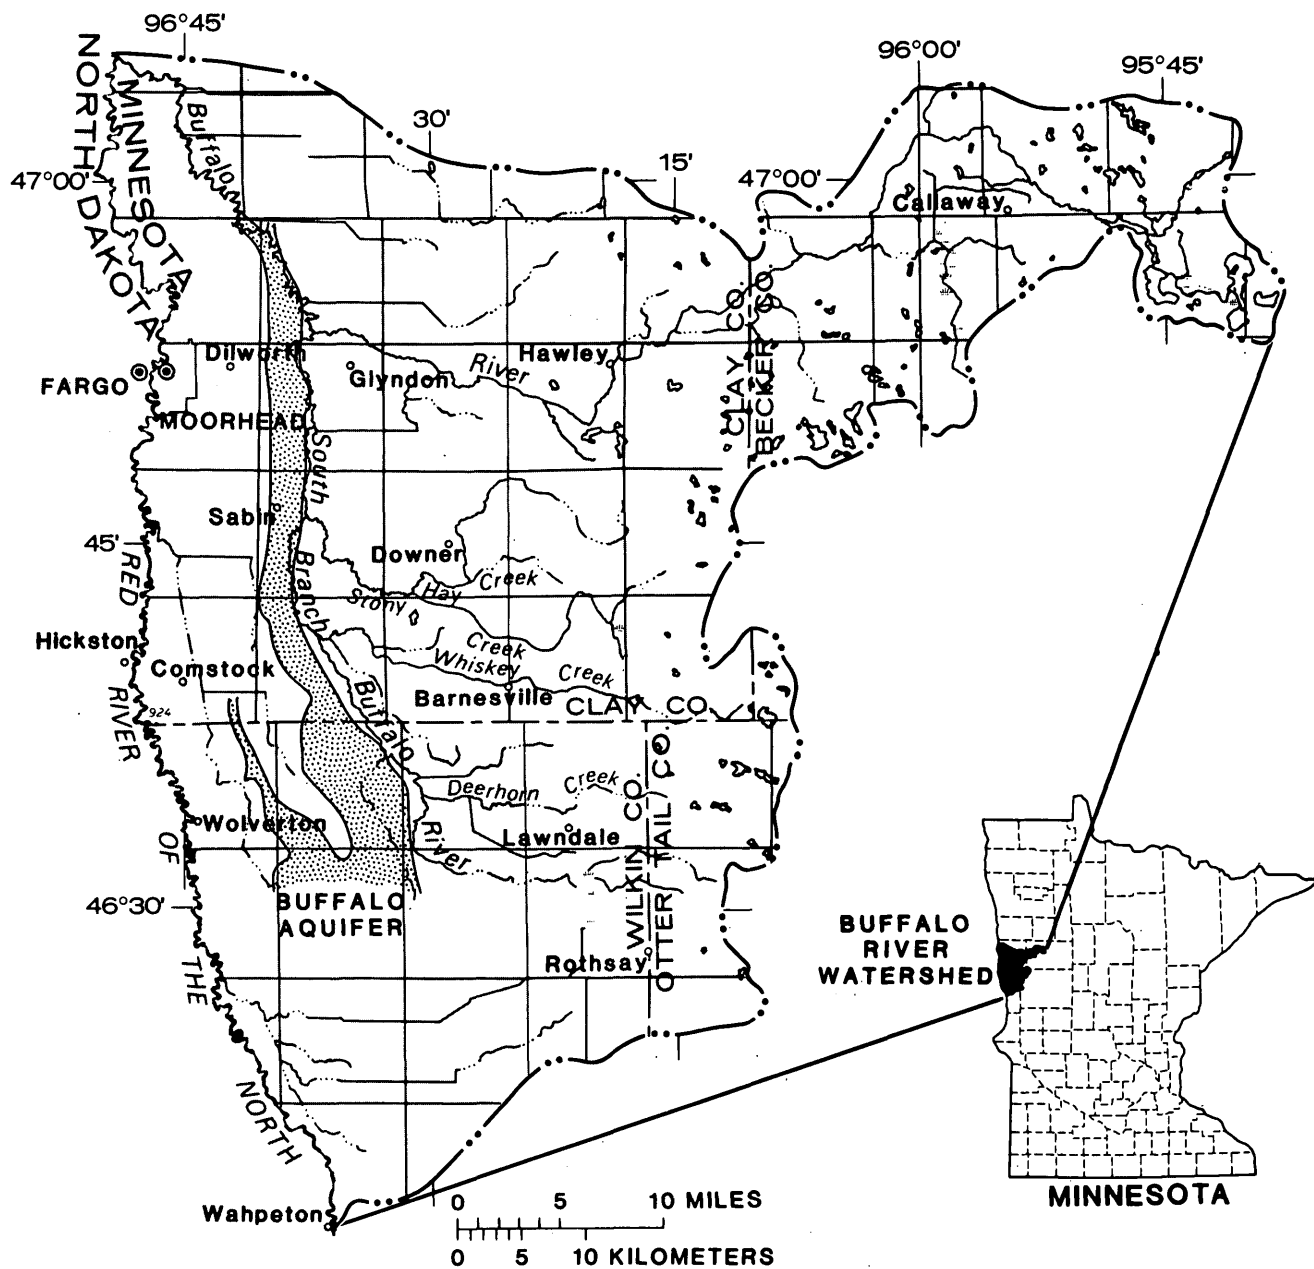 96°45'
96°00'
95°45'
NORTH DAKOTA
MINNESOTA
Buffalo
30'
15'
47°00'
47°00'
Callaway
CLAY CO.
BECKER CO.
Dilworth
Hawley
River
Glyndon
FARGO
MOORHEAD
South
Sabin
Downer
45'
Branch
Hay Creek
Stony
Creek
RED
Hickston
Whiskey
Creek
Comstock
Barnesville
Buffalo
CLAY CO
RIVER
924
Deerhorn
Creek
WILKIN CO.
OTTER TAIL CO.
Wolverton
River
Lawndale
OF
46°30'
BUFFALO
AQUIFER
BUFFALO
RIVER
WATERSHED
THE
Rothsay
NORTH
MINNESOTA
Wahpeton
0 5 10 MILES
0 5 10 KILOMETERS